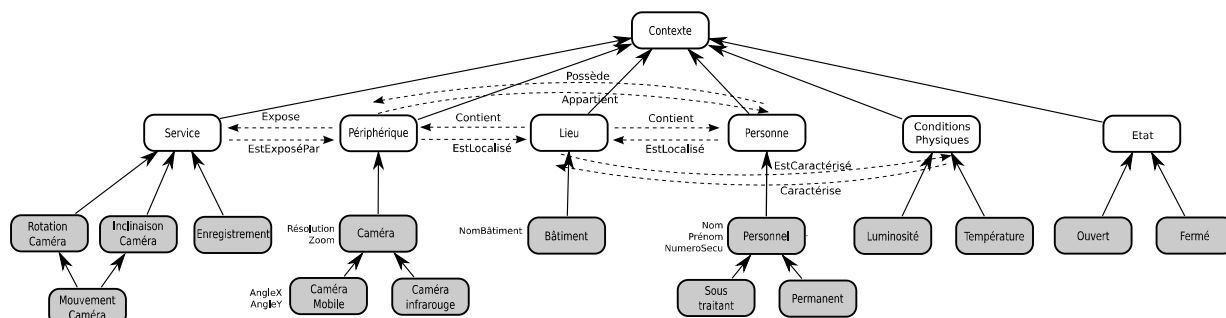 Contexte
Possède
Appartient
Expose
Contient
Contient
Service
Périphérique
Lieu
Personne
Conditions
Physiques
Etat
EstExposéPar
EstLocalisé
EstLocalisé
EstCaractérisé
Caractérise
Rotation
Caméra
Inclinaison
Caméra
Enregistrement
Résolution
Zoom
Caméra
NomBâtiment
Bâtiment
Nom
Prénom
NumeroSecu
Personnel
Luminosité
Température
Ouvert
Fermé
Mouvement
Caméra
AngleX
AngleY
Caméra
Mobile
Caméra
infrarouge
Sous
traitant
Permanent